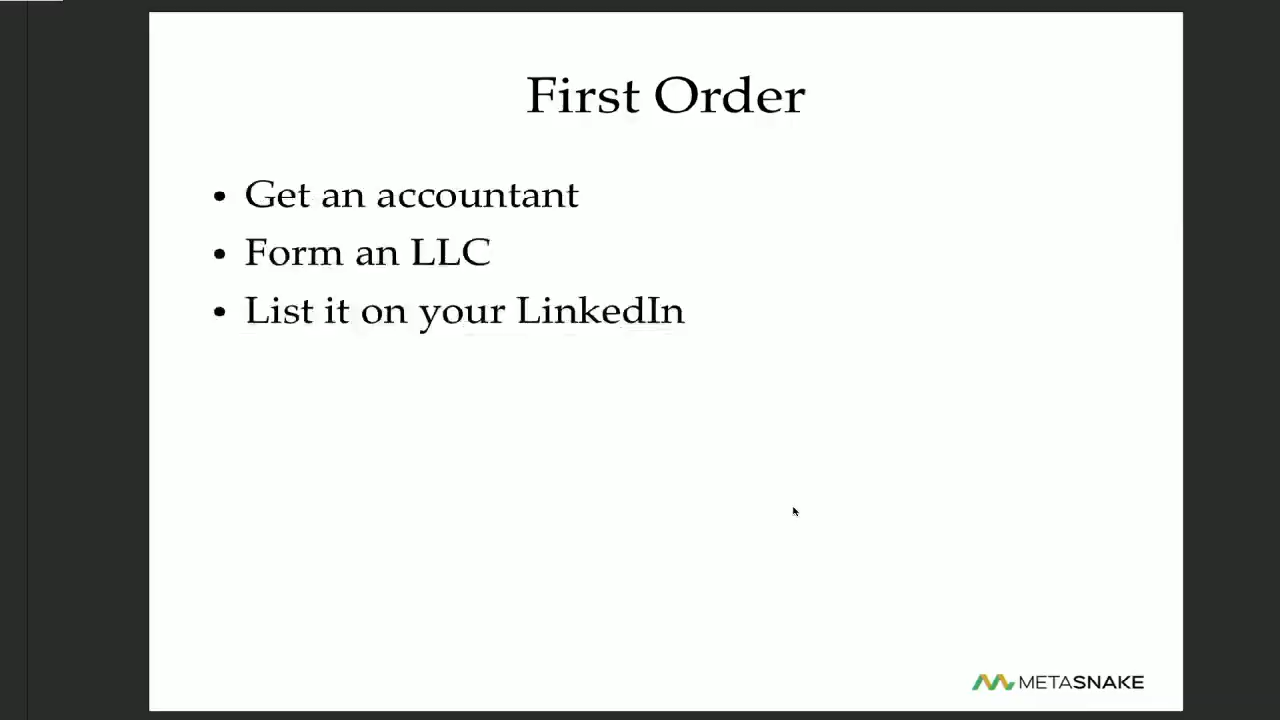 First Order
• Get an accountant
• Form an LLC
• List it on your LinkedIn
METASNAKE